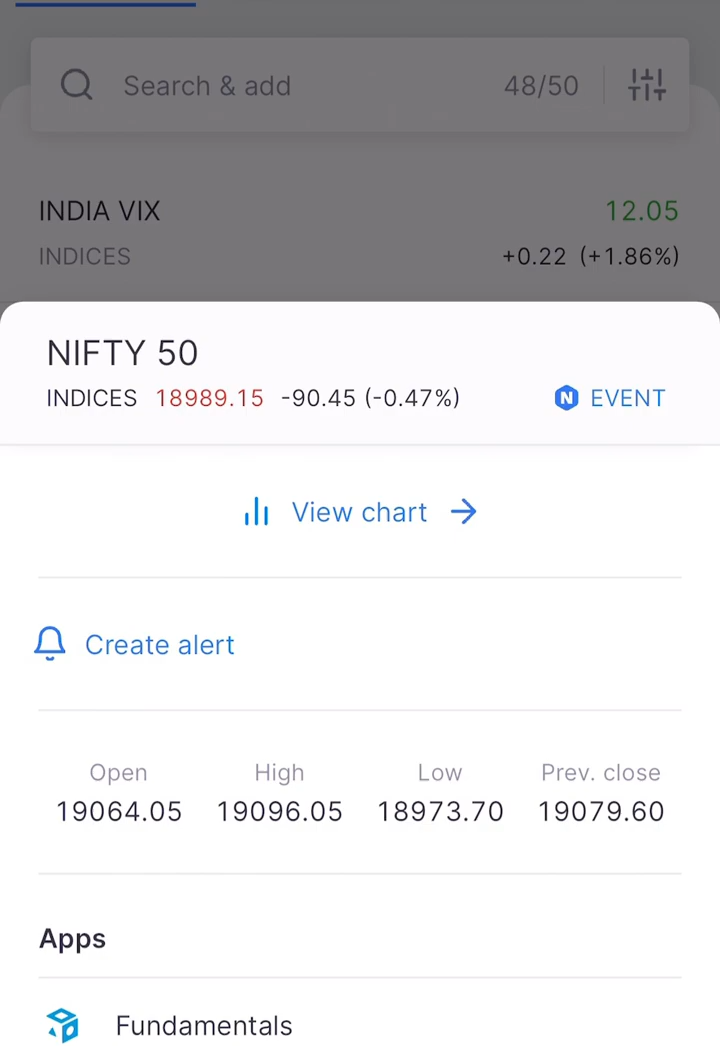 Search & add 48/50
INDIA VIX 12.05
INDICES +0.22 (+1.86%)
NIFTY 50
INDICES 18989.15 -90.45 (-0.47%) N EVENT
View chart
Create alert
Open High Low Prev. close
19064.05 19096.05 18973.70 19079.60
Apps
Fundamentals